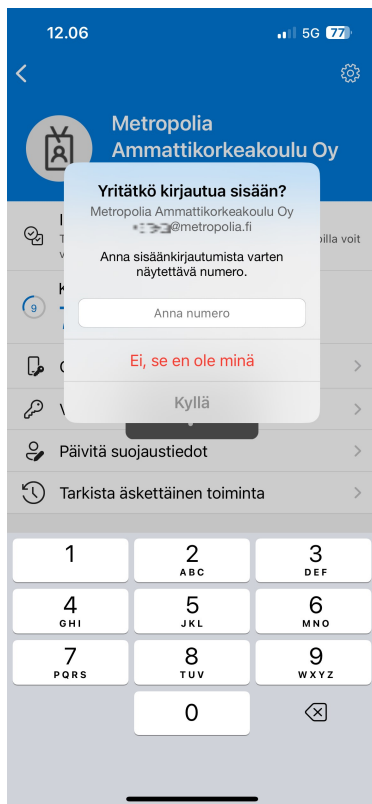 12.06
5G
77
Metropolia
Ammattikorkeakoulu Oy
Yritätkö kirjautua sisään?
Metropolia Ammattikorkeakoulu Oy
@metropolia.fi
Anna sisäänkirjautumista varten
näytettävä numero.
Anna numero
voit
9
Ei, se en ole minä
Kyllä
Päivitä suojaustiedot
Tarkista äskettäinen toiminta
1
2
ABC
3
DEF
4
GHI
5
JKL
6
MNO
7
PQRS
8
TUV
9
WXYZ
0